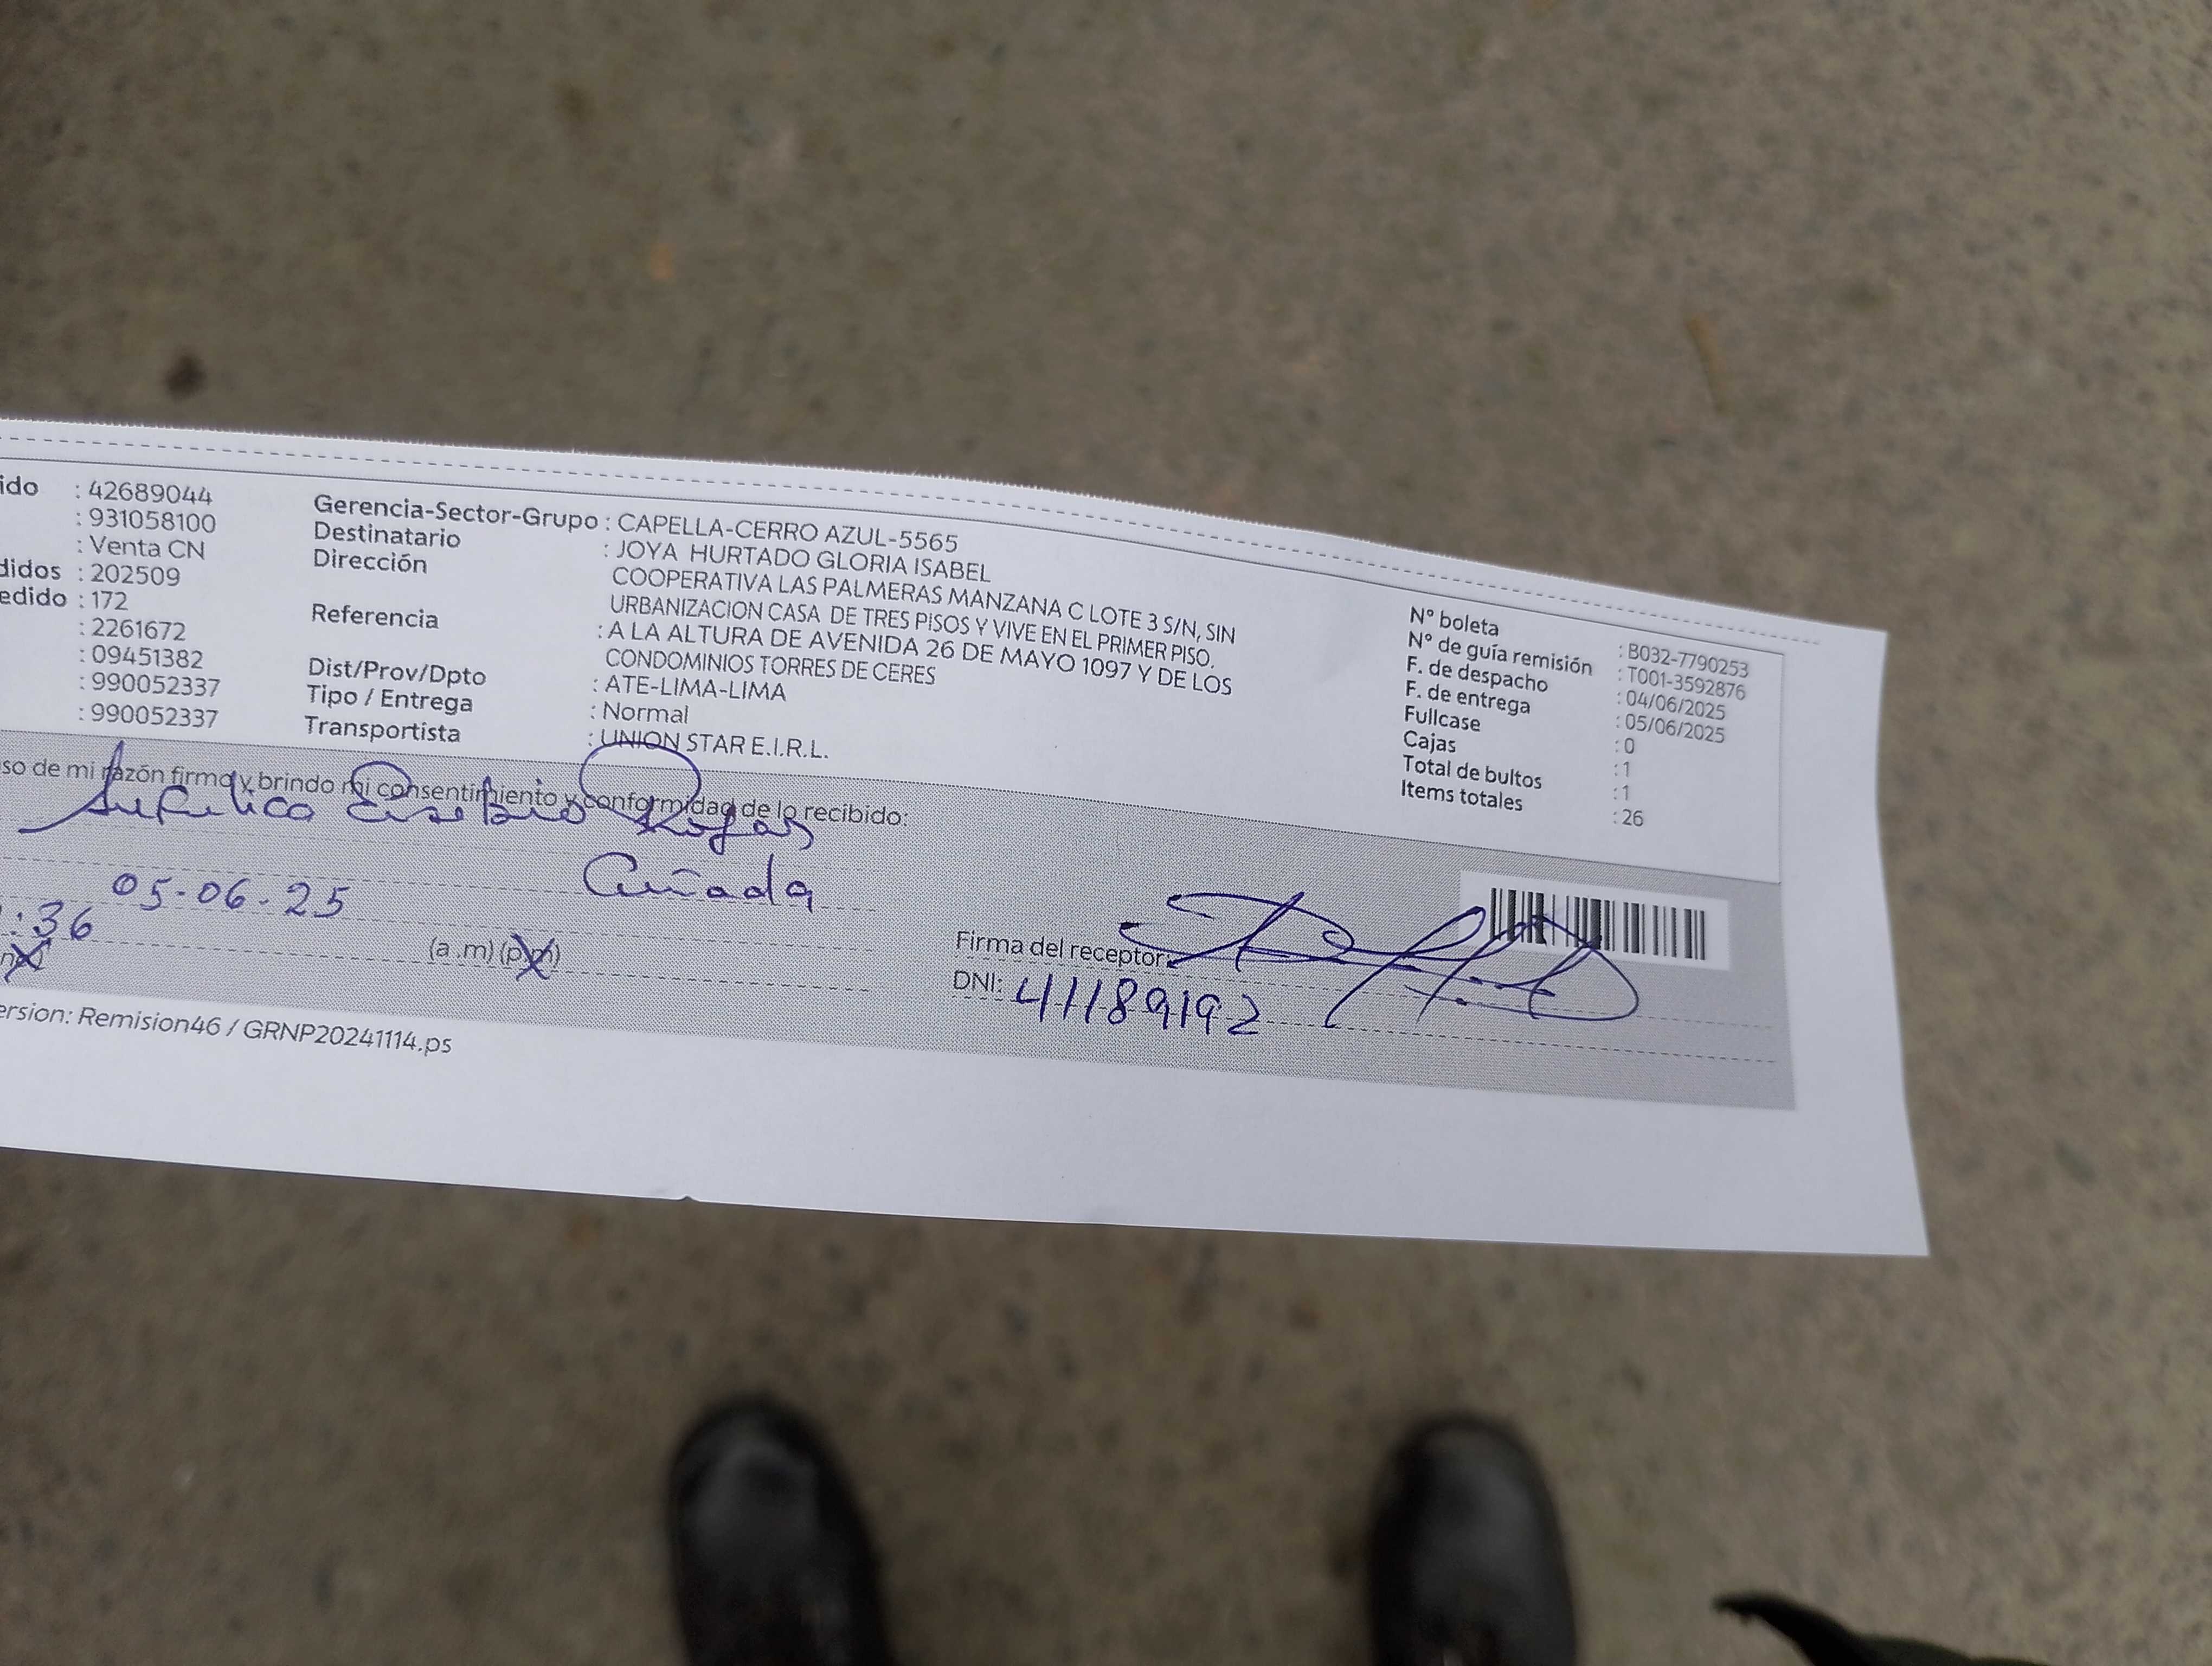 ido : 42689044
: 931058100
: Venta CN
didos : 202509
edido : 172
: 2261672
: 09451382
: 990052337
: 990052337
Gerencia-Sector-Grupo : CAPELLA-CERRO AZUL-5565
Destinatario : JOYA HURTADO GLORIA ISABEL
Dirección COOPERATIVA LAS PALMERAS MANZANA C LOTE 3 S/N, SIN
URBANIZACION CASA DE TRES PISOS Y VIVE EN EL PRIMER PISO.
Referencia : A LA ALTURA DE AVENIDA 26 DE MAYO 1097 Y DE LOS
CONDOMINIOS TORRES DE CERES
Dist/Prov/Dpto : ATE-LIMA-LIMA
Tipo / Entrega : Normal
Transportista : UNION STAR E.I.R.L.
N° boleta : B032-7790253
N° de guía remisión : T001-3592876
F. de despacho : 04/06/2025
F. de entrega : 05/06/2025
Fullcase : 0
Cajas : 1
Total de bultos : 1
Items totales : 26
so de mi razón firmo y brindo mi consentimiento y conformidad de lo recibido:
Eusebio Rojas
Cuñada
05-06-25
:36
(a.m) (p.m)
Firma del receptor:
DNI: 41189192
ersion: Remision46 / GRNP20241114.ps